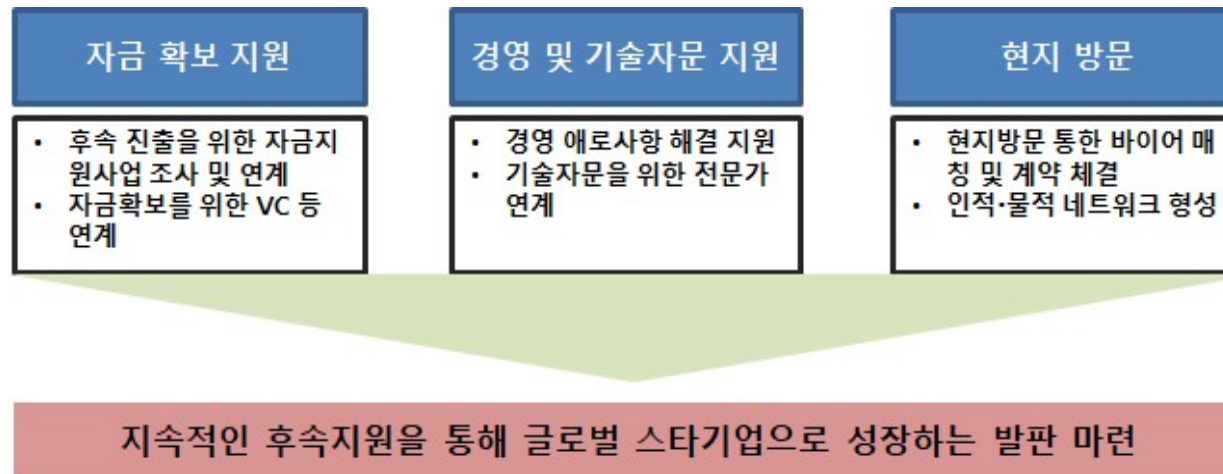 자금 확보 지원
• 후속 진출을 위한 자금지
원사업 조사 및 연계
• 자금확보를 위한 VC 등
연계
경영 및 기술자문 지원
• 경영 애로사항 해결 지원
• 기술자문을 위한 전문가
연계
현지 방문
• 현지방문 통한 바이어 매
칭 및 계약 체결
• 인적·물적 네트워크 형성
지속적인 후속지원을 통해 글로벌 스타기업으로 성장하는 발판 마련